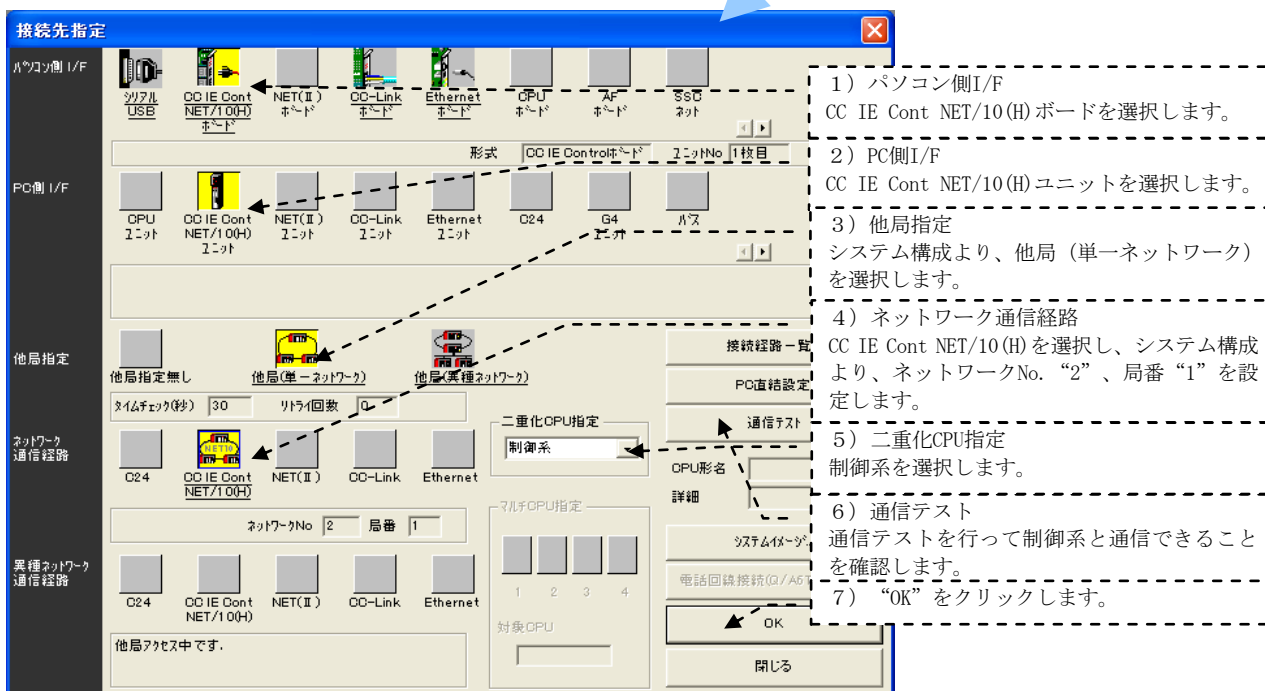 接続先指定
パソコン側 I/F
シリアル
USB
CC IE Cont
NET/10(H)
ボード
NET(Ⅱ)
ボード
CC-Link
ボード
Ethernet
ボード
CPU
ボード
AF
ボード
SSC
ネット
形式 CC IE Controlボード ユニットNo 1枚目
PC側 I/F
CPU
ユニット
CC IE Cont
NET/10(H)
ユニット
NET(Ⅱ)
ユニット
CC-Link
ユニット
Ethernet
ユニット
C24
G4
ユニット
バス
他局指定
他局指定無し
他局(単一ネットワーク)
他局(異種ネットワーク)
タイムチェック(秒) 30 リトライ回数 0
ネットワーク
通信経路
C24
CC IE Cont
NET/10(H)
NET(Ⅱ)
CC-Link
Ethernet
ネットワークNo 2 局番 1
異種ネットワーク
通信経路
C24
CC IE Cont
NET/10(H)
NET(Ⅱ)
CC-Link
Ethernet
他局アクセス中です.
二重化CPU指定
制御系
マルチCPU指定
1 2 3 4
対象CPU
接続経路一覧
PC直結設定
通信テスト
CPU形名
詳細
システムイメージ
電話回線接続(Q/A6T
OK
閉じる
1) パソコン側I/F
CC IE Cont NET/10(H)ボードを選択します。
2) PC側I/F
CC IE Cont NET/10(H)ユニットを選択します。
3) 他局指定
システム構成より、他局(単一ネットワーク)
を選択します。
4) ネットワーク通信経路
CC IE Cont NET/10(H)を選択し、システム構成
より、ネットワークNo. “2”、局番 “1” を設
定します。
5) 二重化CPU指定
制御系を選択します。
6) 通信テスト
通信テストを行って制御系と通信できること
を確認します。
7) “OK” をクリックします。